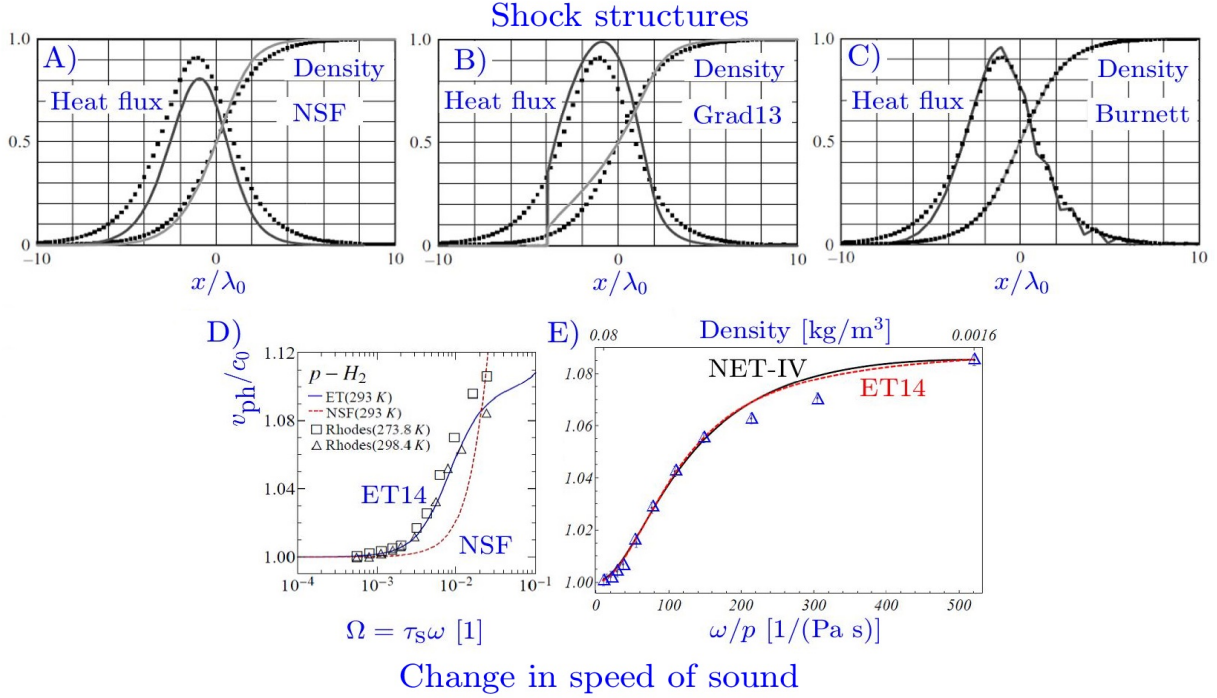 Shock structures
A)
Heat flux
Density
NSF
1.0
0.5
0
−10
0
10
x/λ₀
B)
Heat flux
Density
Grad13
1.0
0.5
0
−10
0
10
x/λ₀
C)
Heat flux
Density
Burnett
1.0
0.5
0
−10
0
10
x/λ₀
D)
v_ph/c₀
1.12
1.08
1.04
1.00
p − H₂
ET(293 K)
NSF(293 K)
Rhodes(273.8 K)
Rhodes(298.4 K)
ET14
NSF
10⁻⁴
10⁻³
10⁻²
10⁻¹
Ω = τ_S ω [1]
E)
Density [kg/m³]
0.08
0.0016
NET-IV
ET14
1.08
1.06
1.04
1.02
1.00
0
100
200
300
400
500
ω/p [1/(Pa s)]
Change in speed of sound